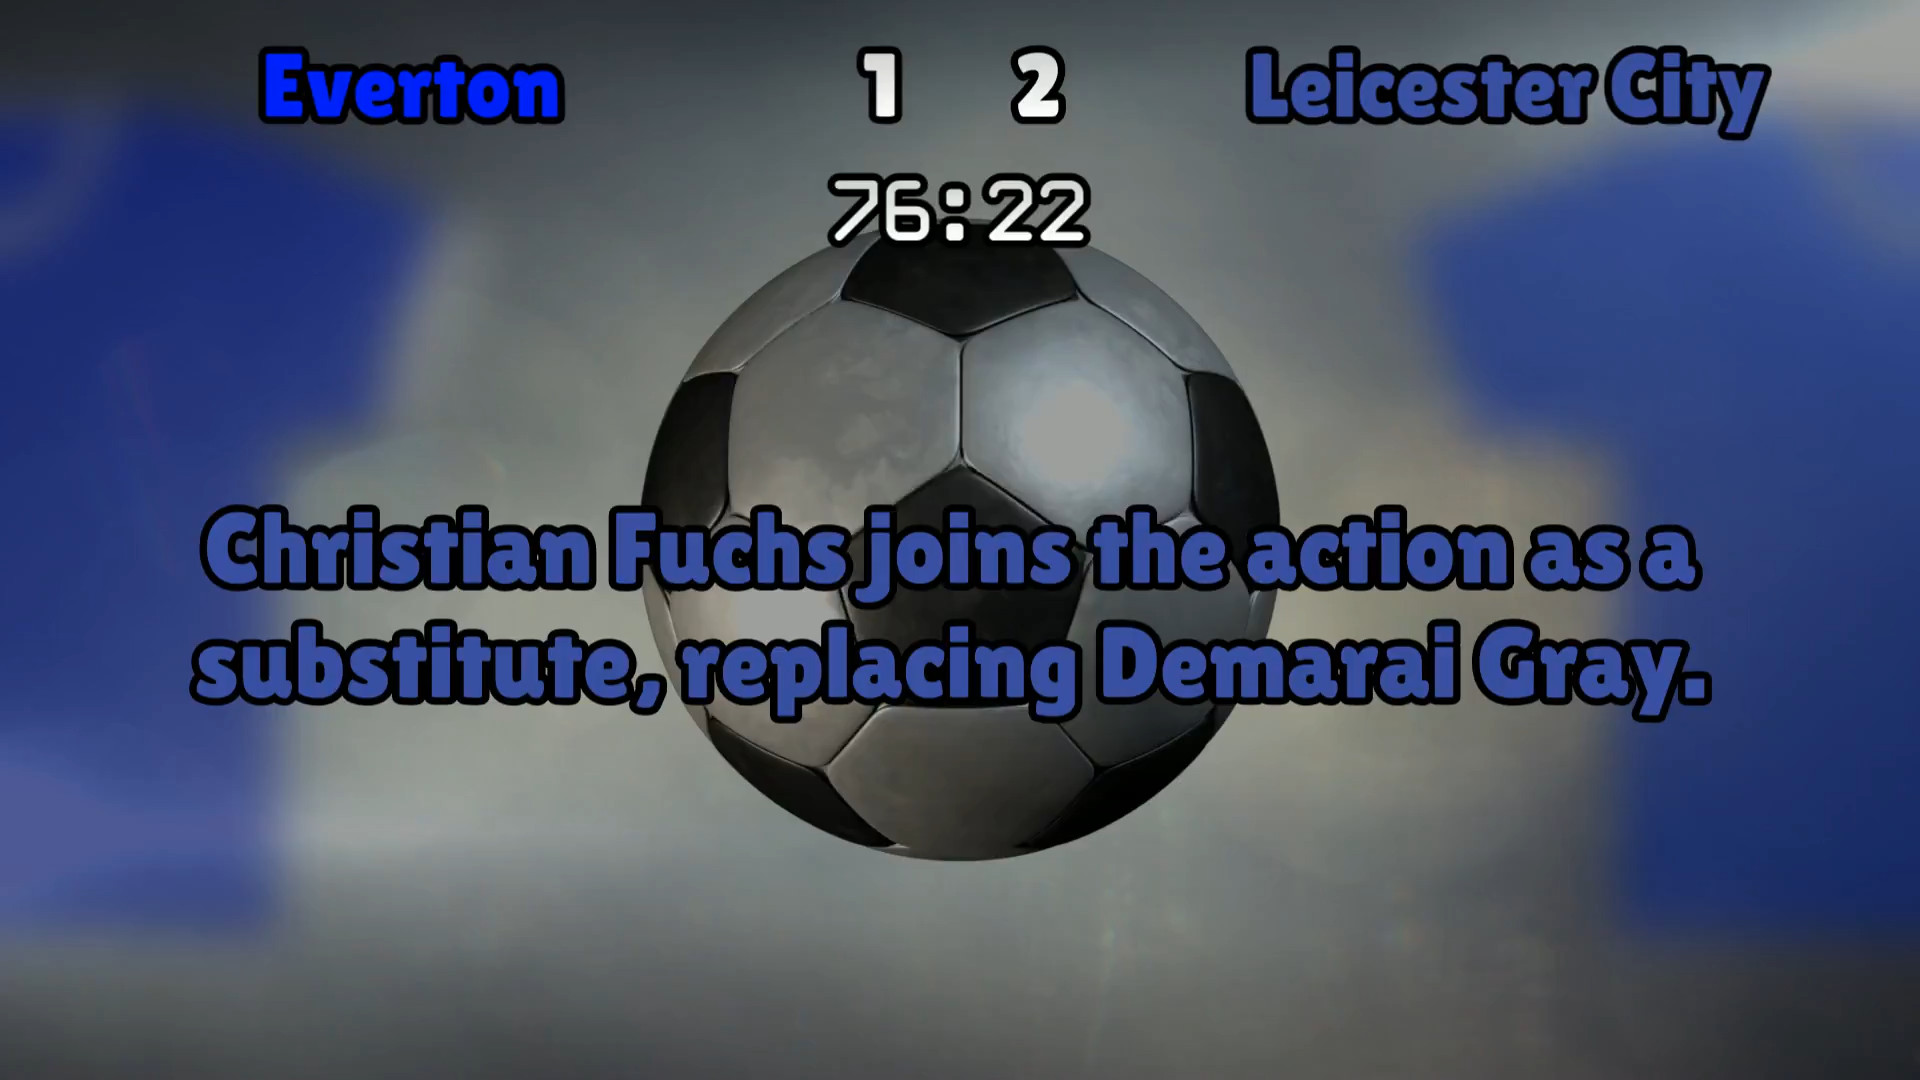 Everton 1 2 Leicester City
76:22
Christian Fuchs joins the action as a
substitute, replacing Demarai Gray.